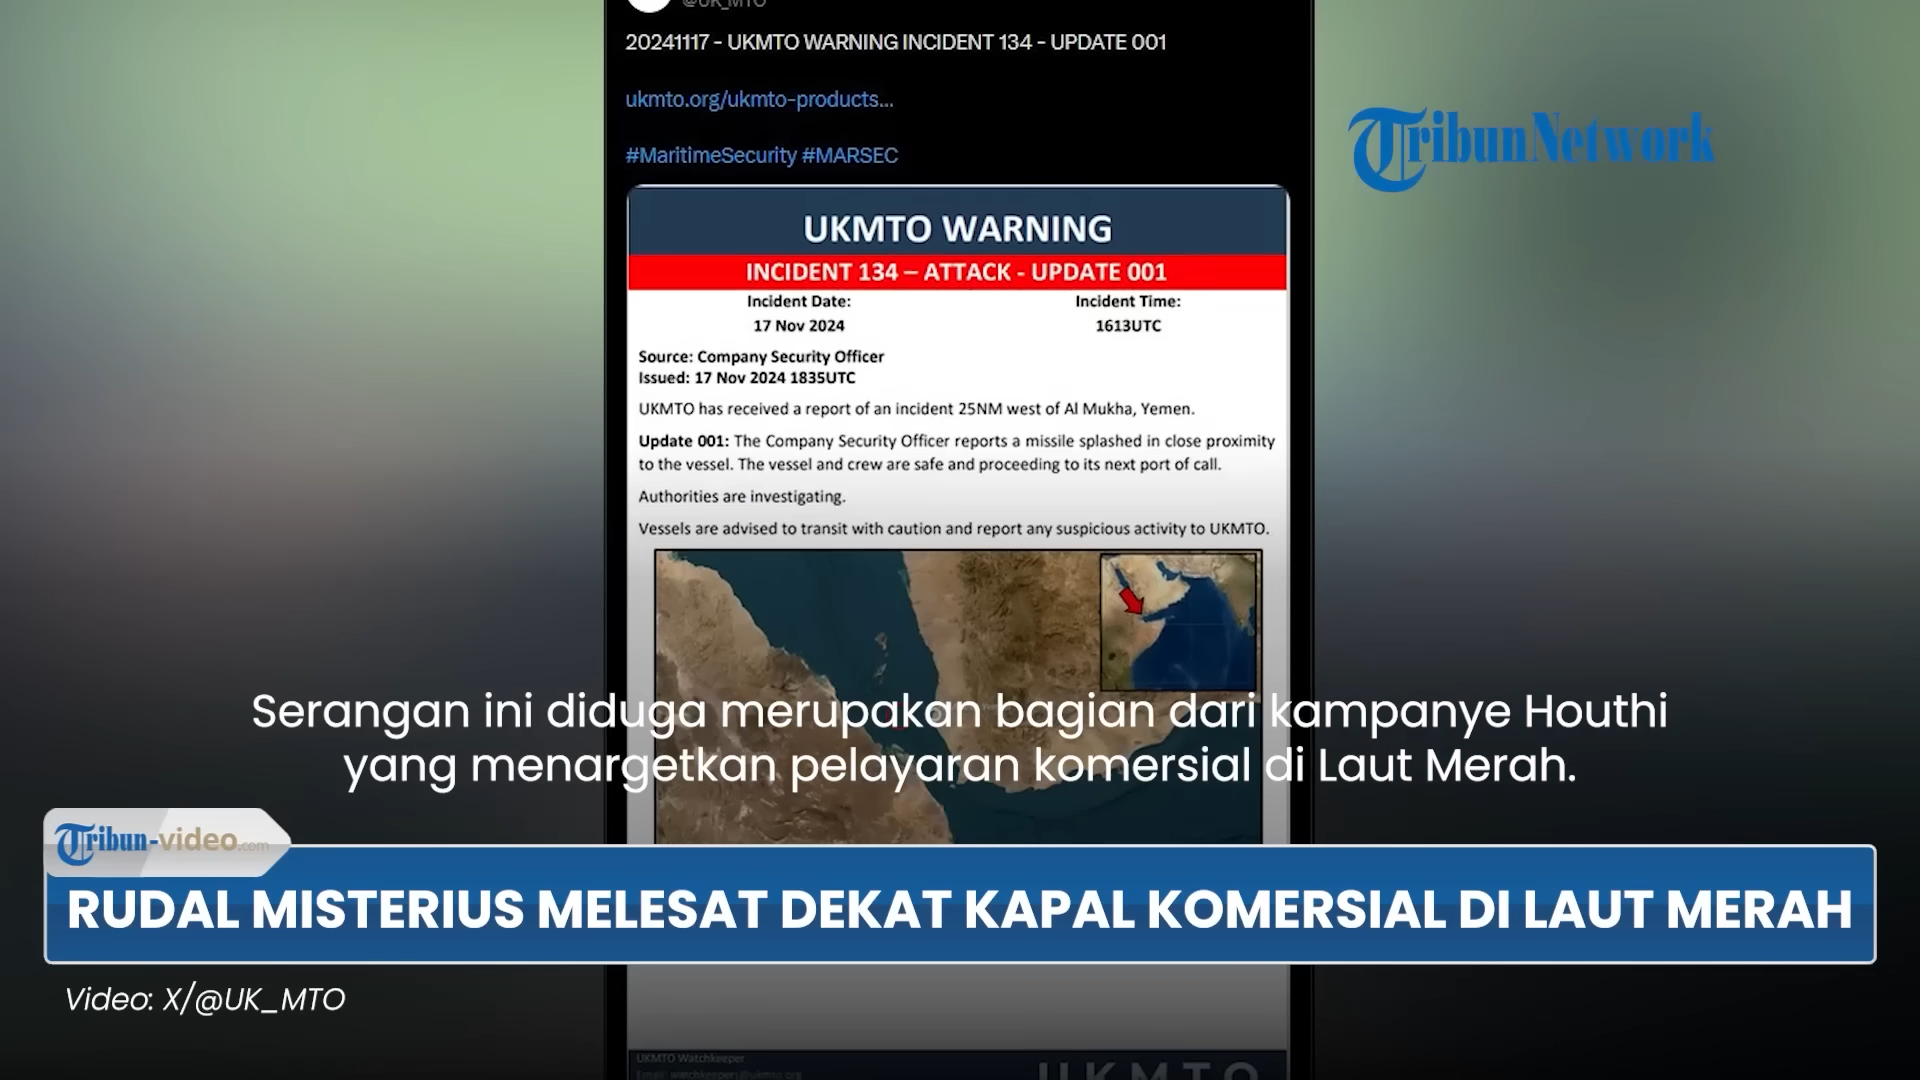 @UK_MTO
20241117 - UKMTO WARNING INCIDENT 134 - UPDATE 001
ukmto.org/ukmto-products...
#MaritimeSecurity #MARSEC
TribunNetwork
UKMTO WARNING
INCIDENT 134 – ATTACK - UPDATE 001
Incident Date:
17 Nov 2024
Incident Time:
1613UTC
Source: Company Security Officer
Issued: 17 Nov 2024 1835UTC
UKMTO has received a report of an incident 25NM west of Al Mukha, Yemen.
Update 001: The Company Security Officer reports a missile splashed in close proximity
to the vessel. The vessel and crew are safe and proceeding to its next port of call.
Authorities are investigating.
Vessels are advised to transit with caution and report any suspicious activity to UKMTO.
Serangan ini diduga merupakan bagian dari kampanye Houthi
yang menargetkan pelayaran komersial di Laut Merah.
Tribun-video.com
RUDAL MISTERIUS MELESAT DEKAT KAPAL KOMERSIAL DI LAUT MERAH
Video: X/@UK_MTO
UKMTO Watchkeeper
Email: watchkeepers@ukmto.org
UKMTO